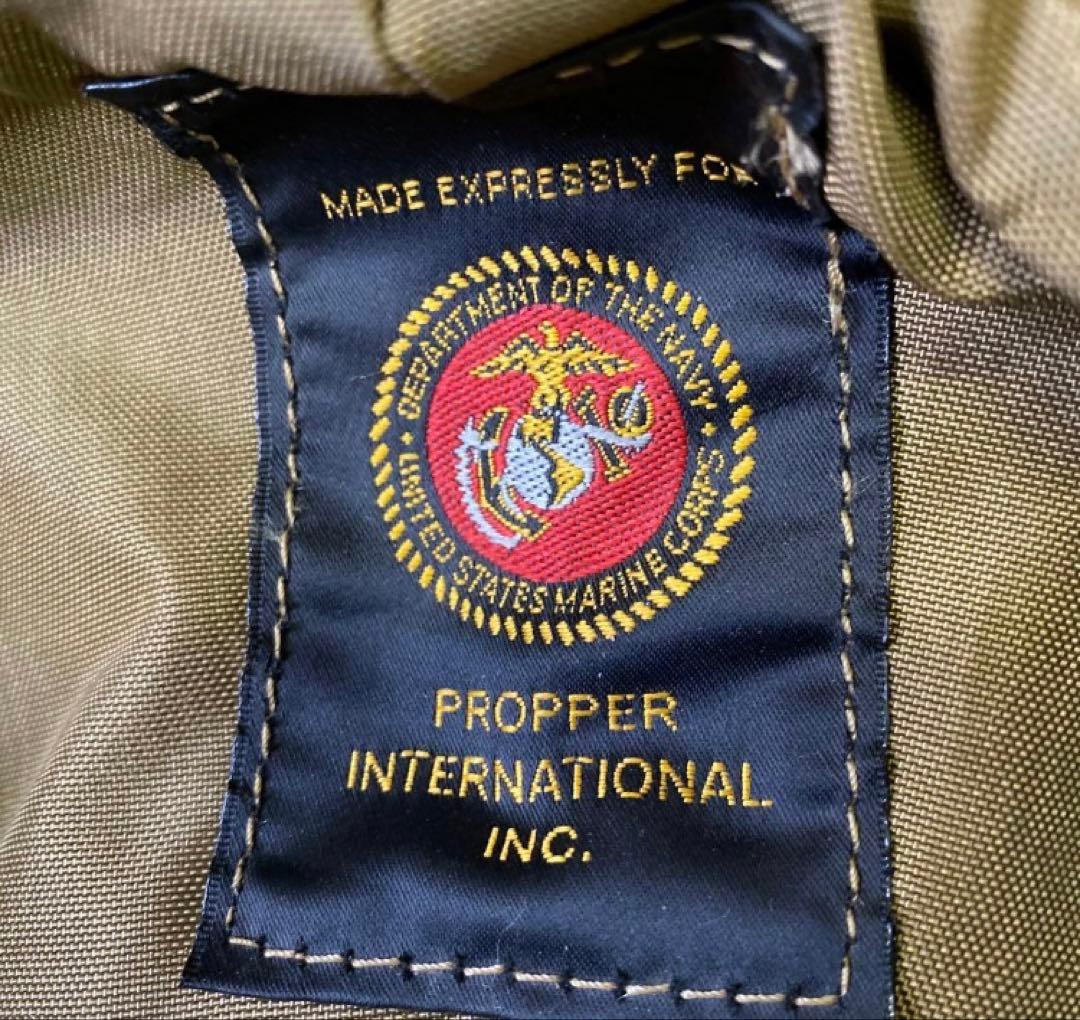 MADE EXPRESSLY FOR
DEPARTMENT OF THE NAVY
• UNITED STATES MARINE CORPS •
PROPPER
INTERNATIONAL
INC.